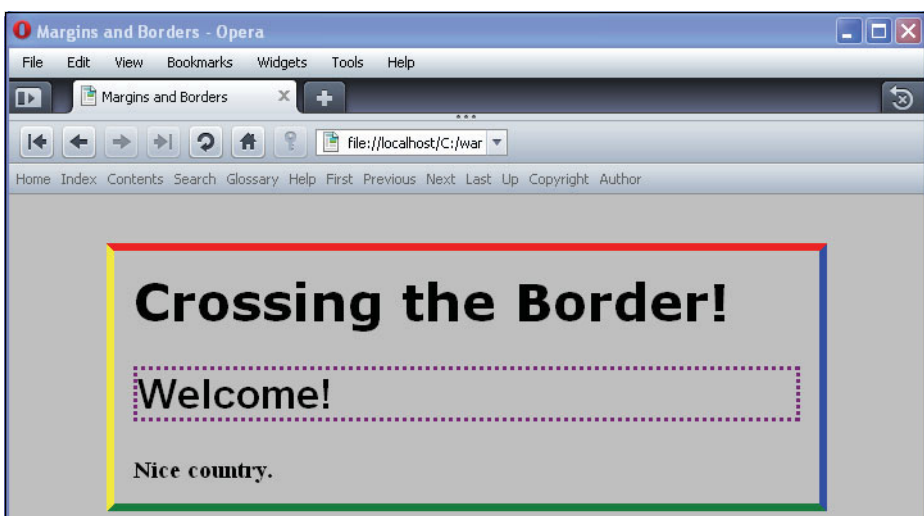 Margins and Borders - Opera
File Edit View Bookmarks Widgets Tools Help
Margins and Borders
file://localhost/C:/war
Home Index Contents Search Glossary Help First Previous Next Last Up Copyright Author
Crossing the Border!
Welcome!
Nice country.